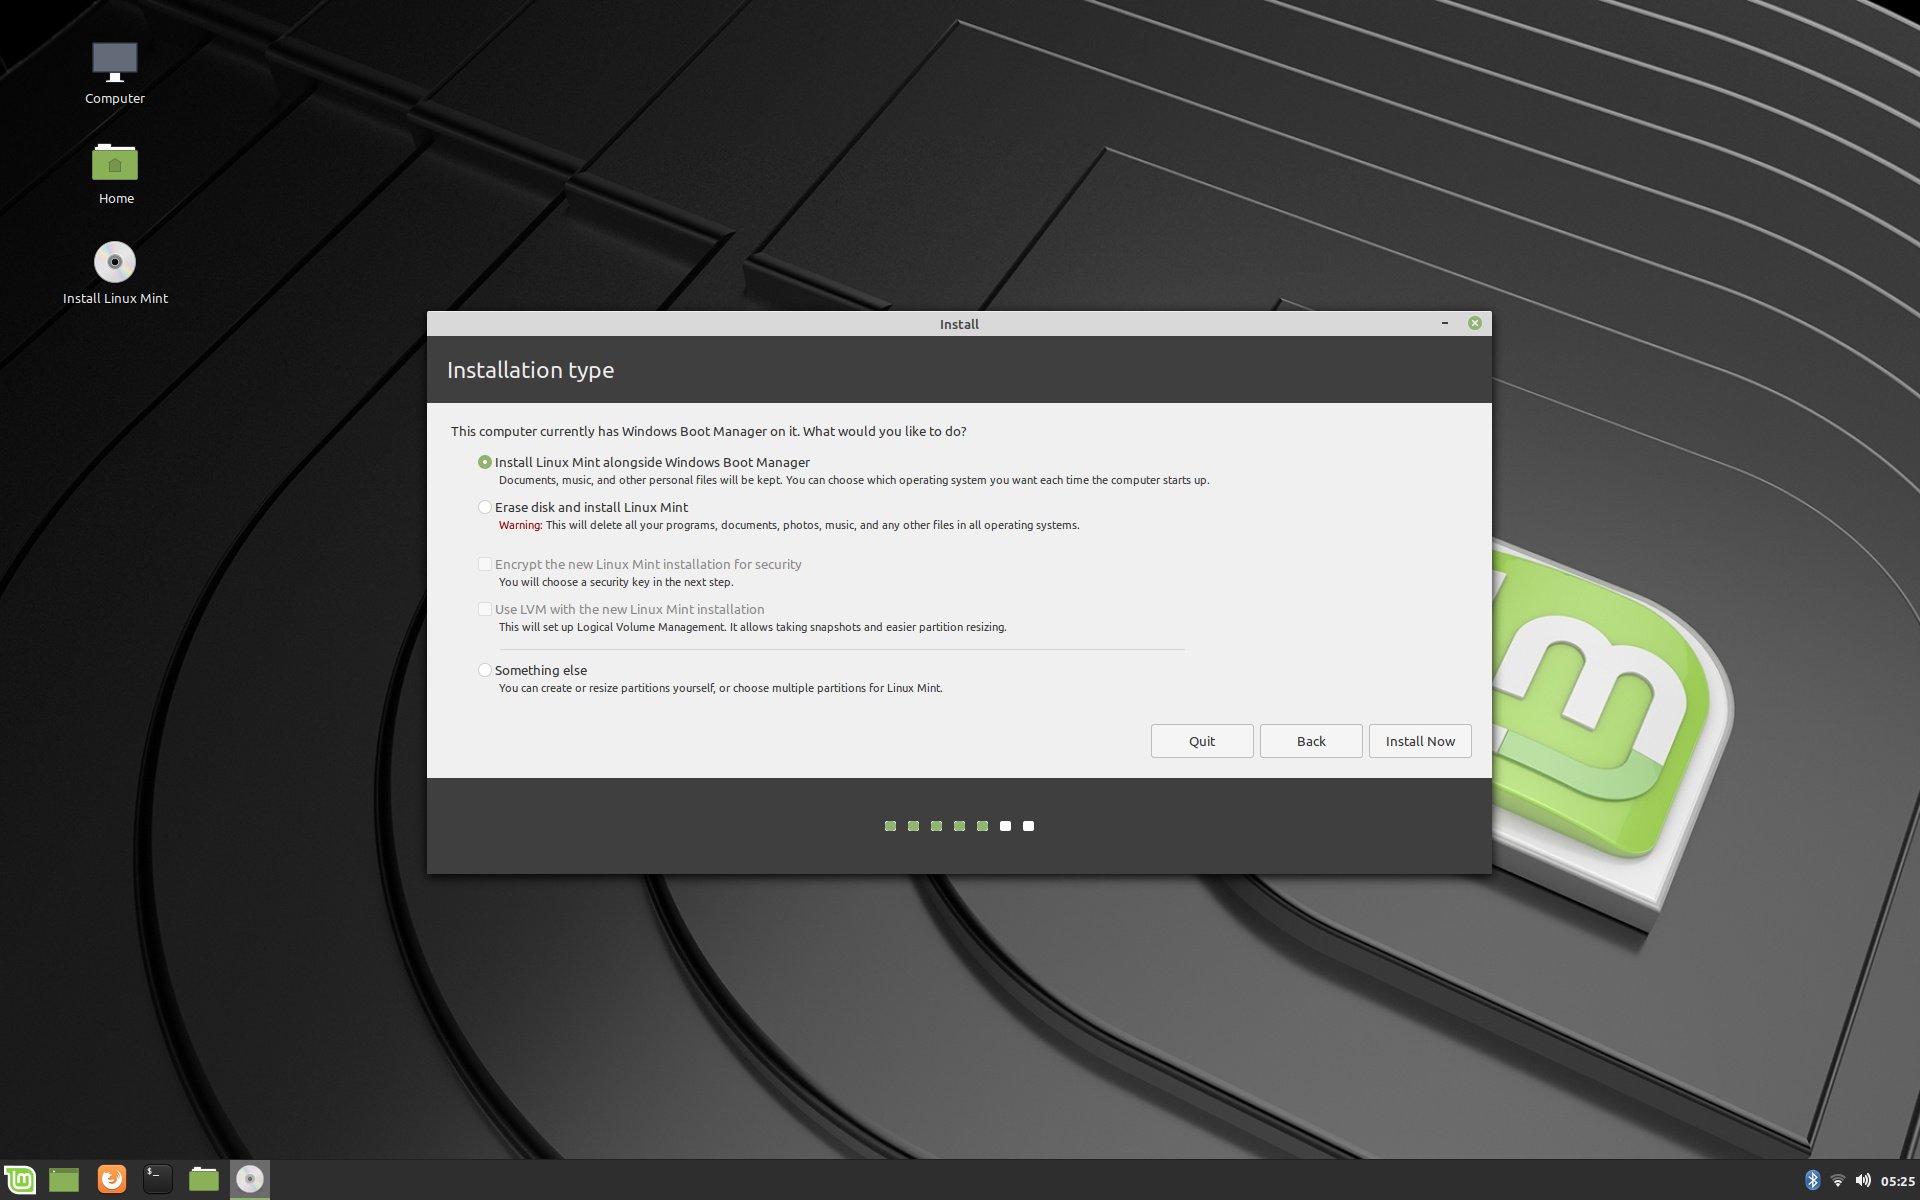 Computer
Home
Install Linux Mint
Install
Installation type
This computer currently has Windows Boot Manager on it. What would you like to do?
Install Linux Mint alongside Windows Boot Manager
Documents, music, and other personal files will be kept. You can choose which operating system you want each time the computer starts up.
Erase disk and install Linux Mint
Warning: This will delete all your programs, documents, photos, music, and any other files in all operating systems.
Encrypt the new Linux Mint installation for security
You will choose a security key in the next step.
Use LVM with the new Linux Mint installation
This will set up Logical Volume Management. It allows taking snapshots and easier partition resizing.
Something else
You can create or resize partitions yourself, or choose multiple partitions for Linux Mint.
Quit Back Install Now
$_
05:25